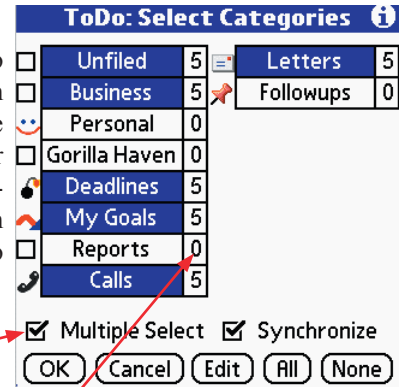 ToDo: Select Categories i
Unfiled 5 Letters 5
Business 5 Followups 0
Personal 0
Gorilla Haven 0
Deadlines 5
My Goals 5
Reports 0
Calls 5
Multiple Select Synchronize
OK Cancel Edit All None